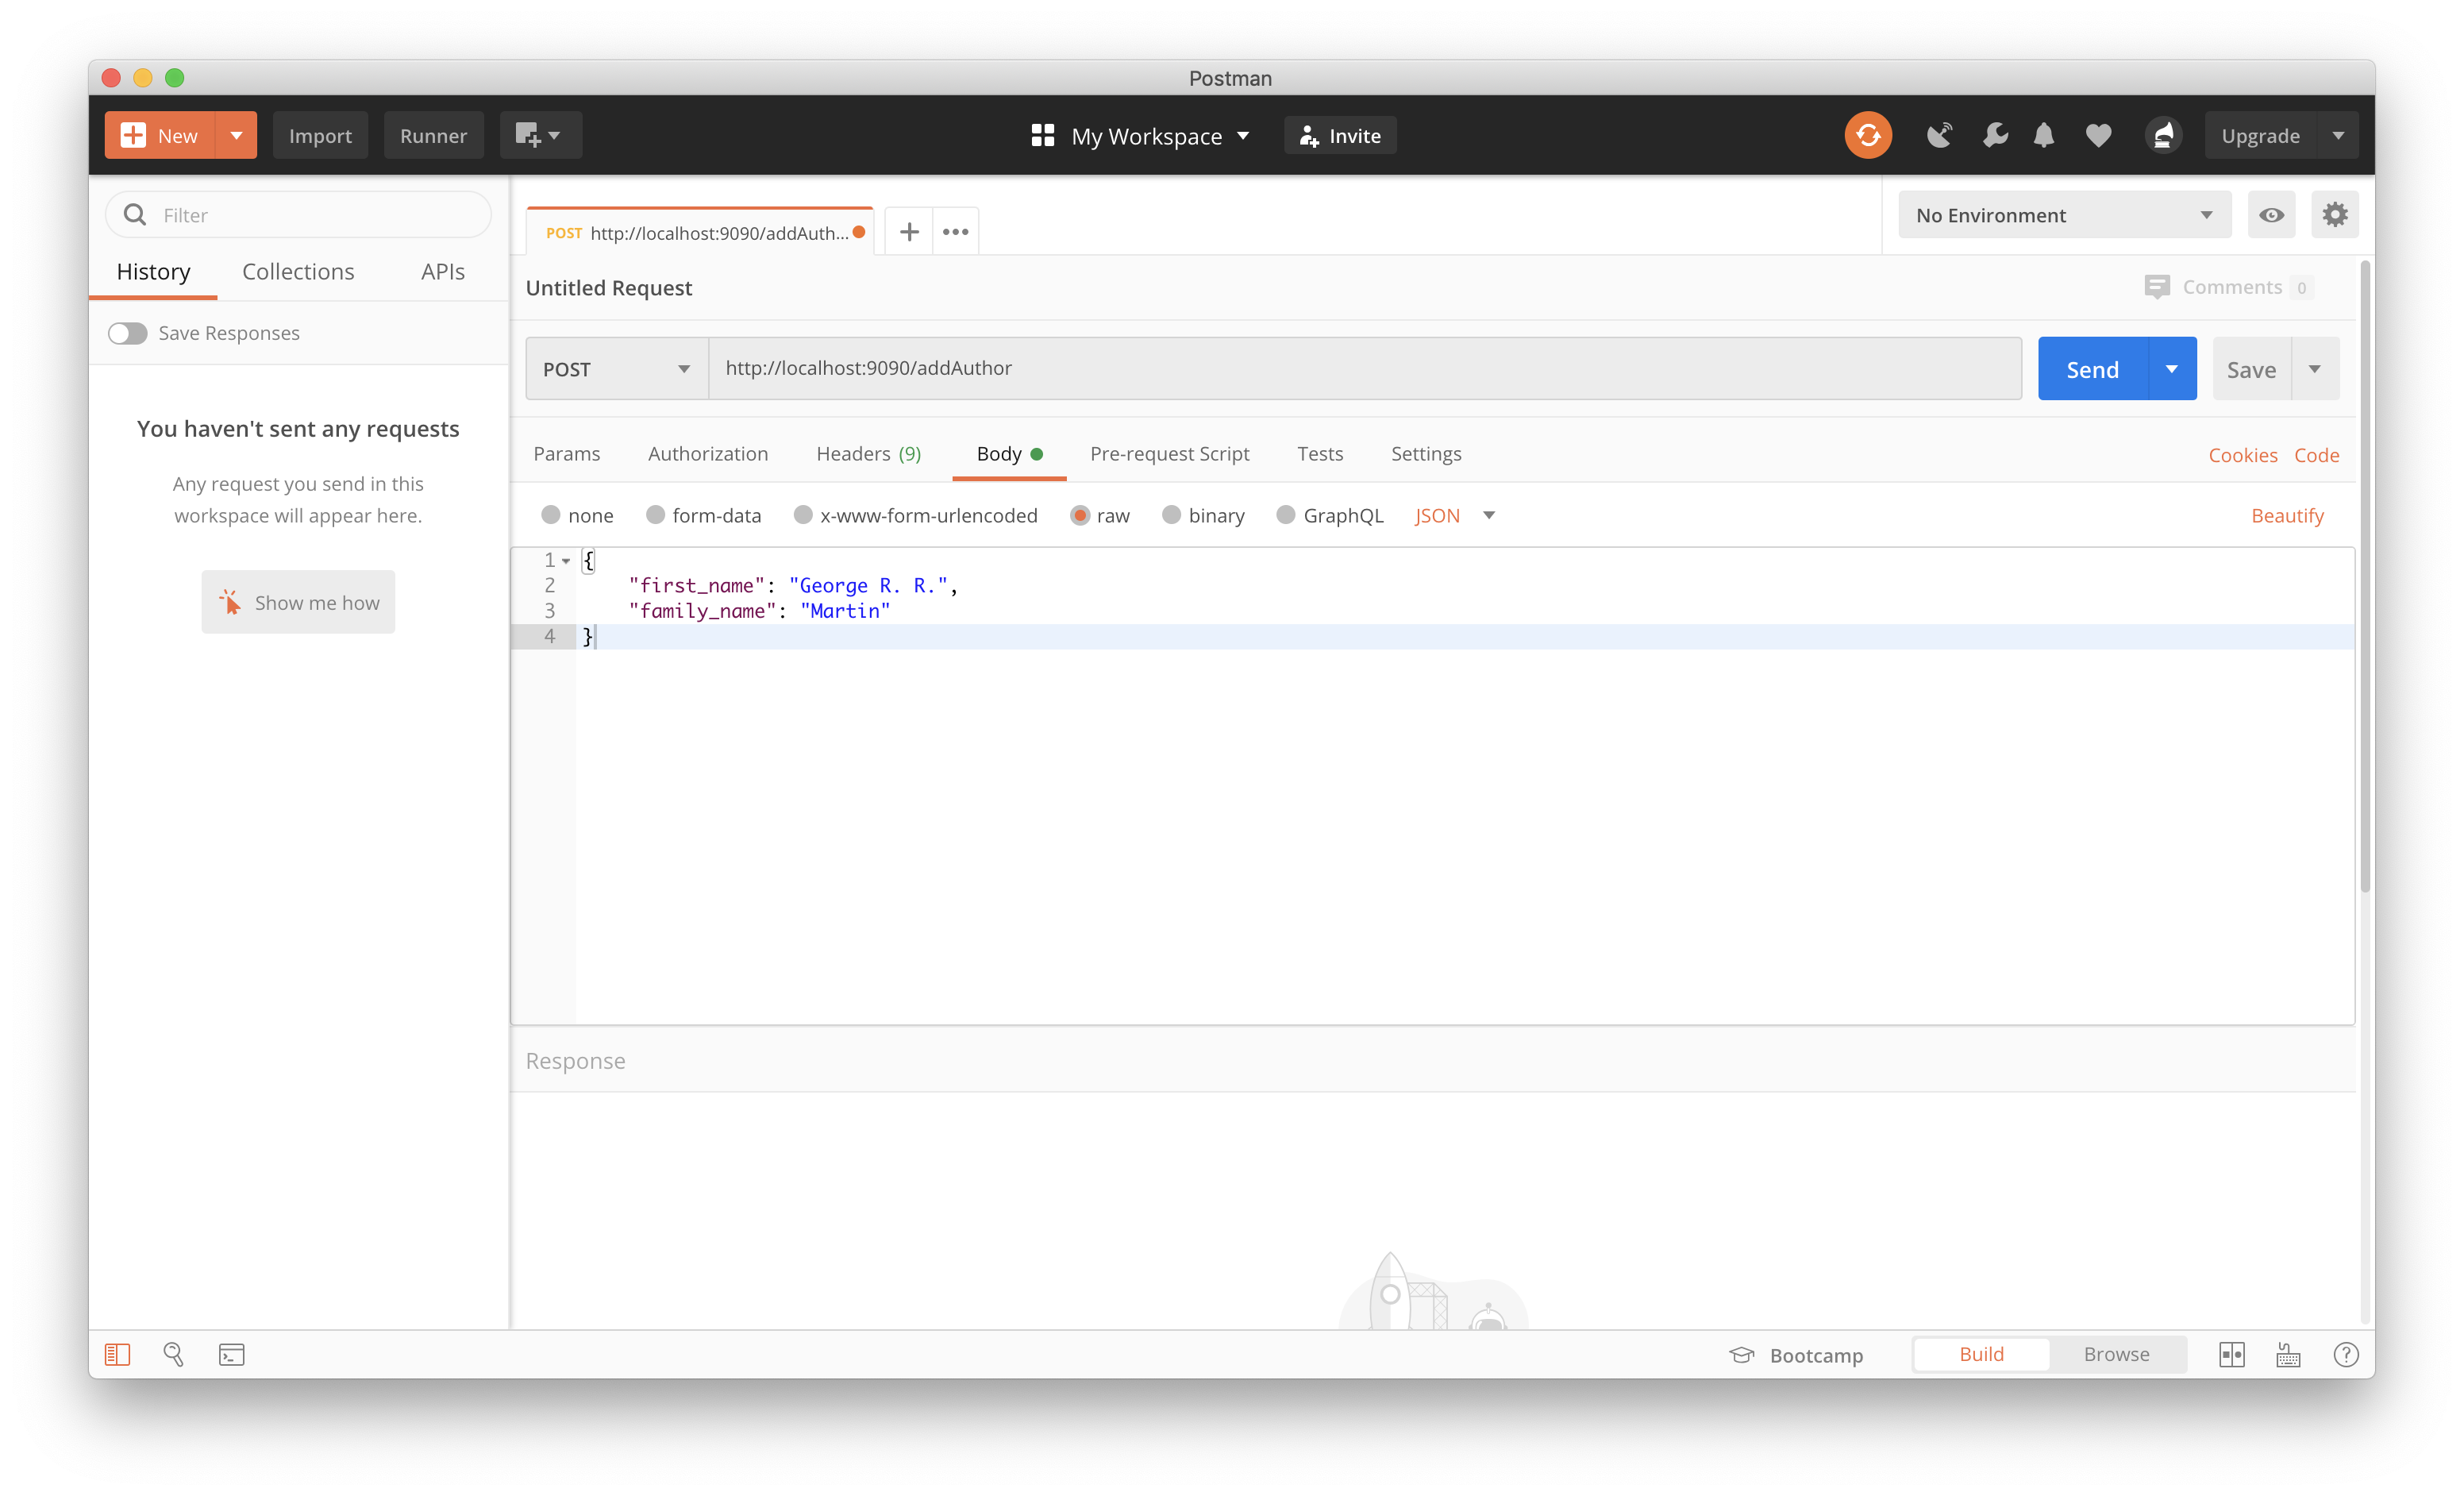 Postman
New
Import
Runner
My Workspace
Invite
Upgrade
Filter
History
Collections
APIs
Save Responses
You haven't sent any requests
Any request you send in this
workspace will appear here.
Show me how
POST http://localhost:9090/addAuth...
No Environment
Untitled Request
Comments 0
POST
http://localhost:9090/addAuthor
Send
Save
Params
Authorization
Headers (9)
Body
Pre-request Script
Tests
Settings
Cookies
Code
none
form-data
x-www-form-urlencoded
raw
binary
GraphQL
JSON
Beautify
1 {
2 "first_name": "George R. R.",
3 "family_name": "Martin"
4 }
Response
Bootcamp
Build
Browse